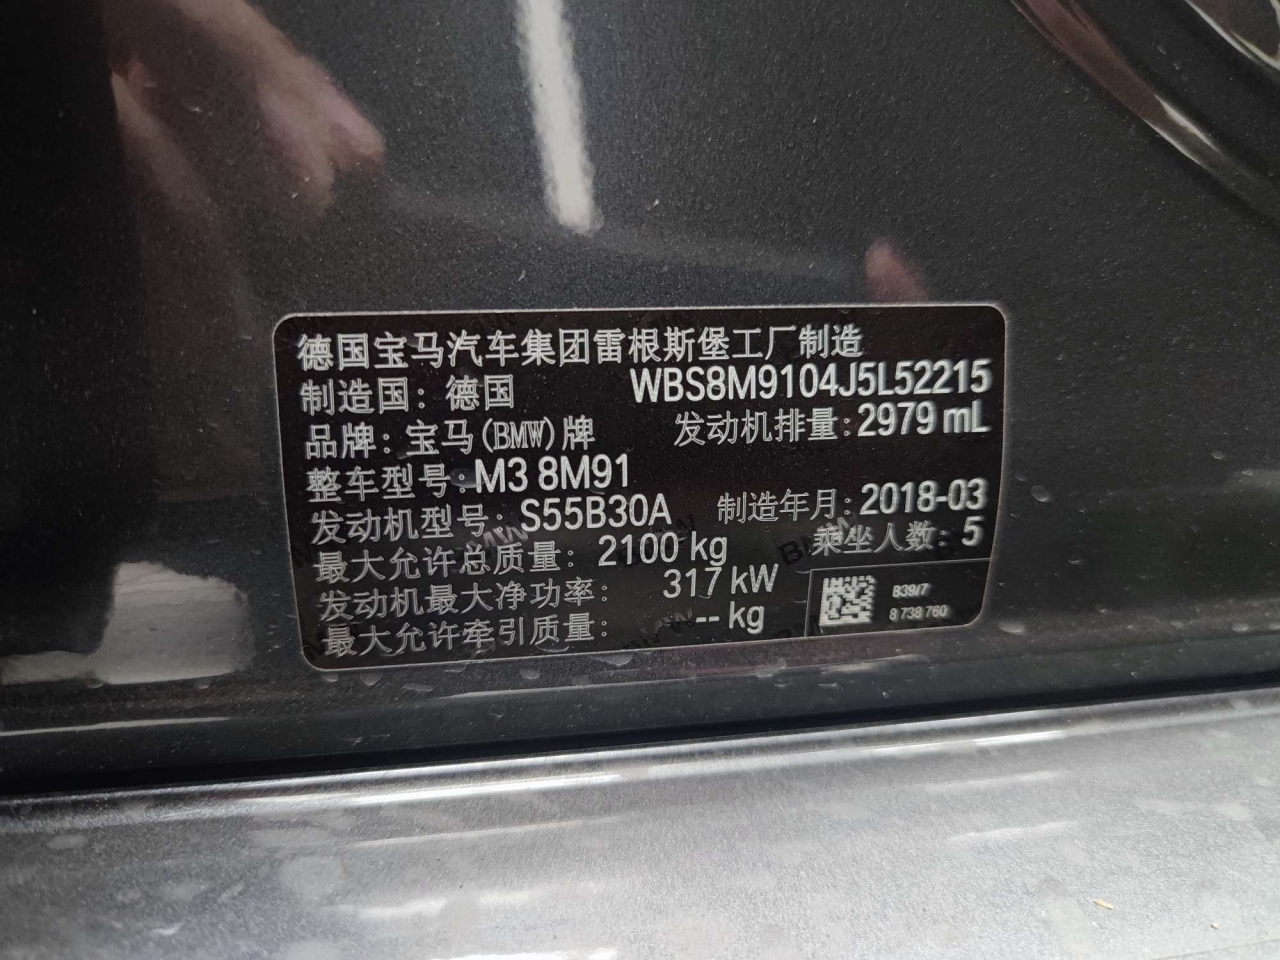 德国宝马汽车集团雷根斯堡工厂制造
制造国：德国 WBS8M9104J5L52215
品牌：宝马(BMW)牌 发动机排量：2979 mL
整车型号：M3 8M91
发动机型号：S55B30A 制造年月：2018-03
最大允许总质量：2100 kg 乘坐人数：5
发动机最大净功率：317 kW
最大允许牵引质量：-- kg
B39/7
8 738 760